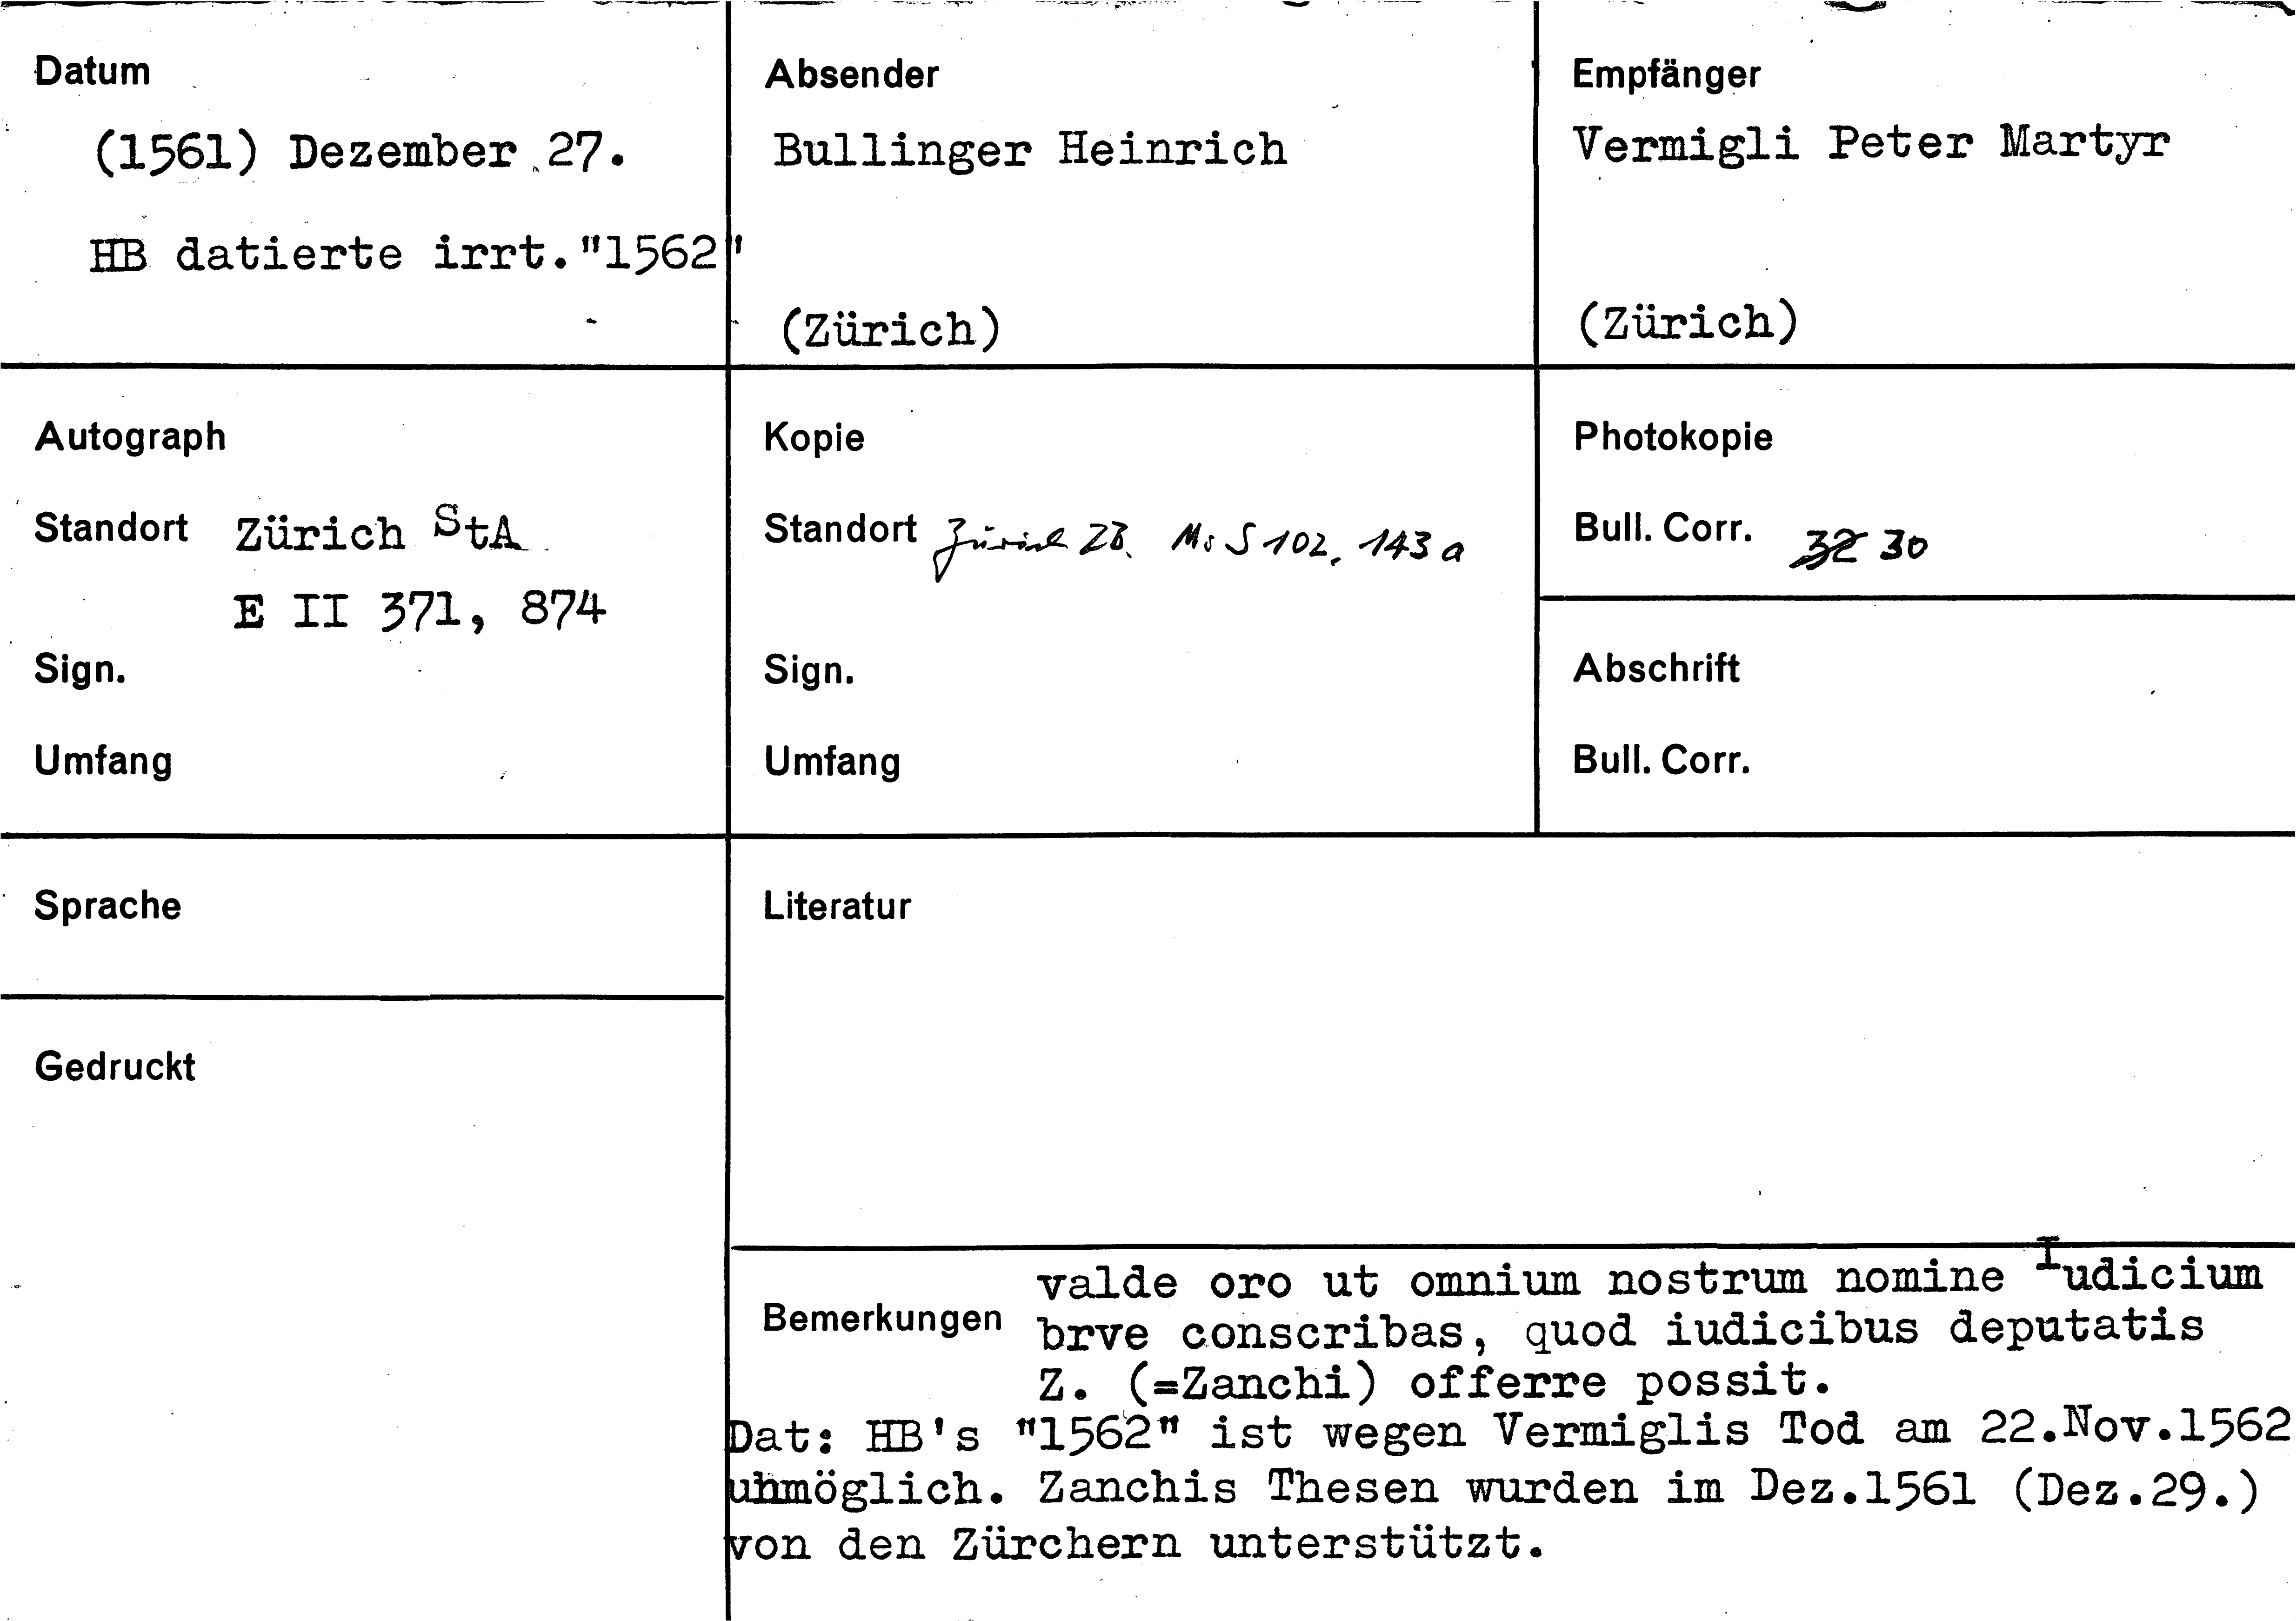 Datum
(1561) Dezember 27.
HB datierte irrt."1562"
Absender
Bullinger Heinrich
(Zürich)
Empfänger
Vermigli Peter Martyr
(Zürich)
Autograph
Standort Zürich StA
E II 371, 874
Sign.
Umfang
Kopie
Standort Zürich ZB. Ms S 102, 143 a
Sign.
Umfang
Photokopie
Bull. Corr. 32 30
Abschrift
Bull. Corr.
Sprache
Gedruckt
Literatur
Bemerkungen
valde oro ut omnium nostrum nomine Iudicium
brve conscribas, quod iudicibus deputatis
Z. (=Zanchi) offerre possit.
Dat: HB's "1562" ist wegen Vermiglis Tod am 22.Nov.1562
unmöglich. Zanchis Thesen wurden im Dez.1561 (Dez.29.)
von den Zürchern unterstützt.